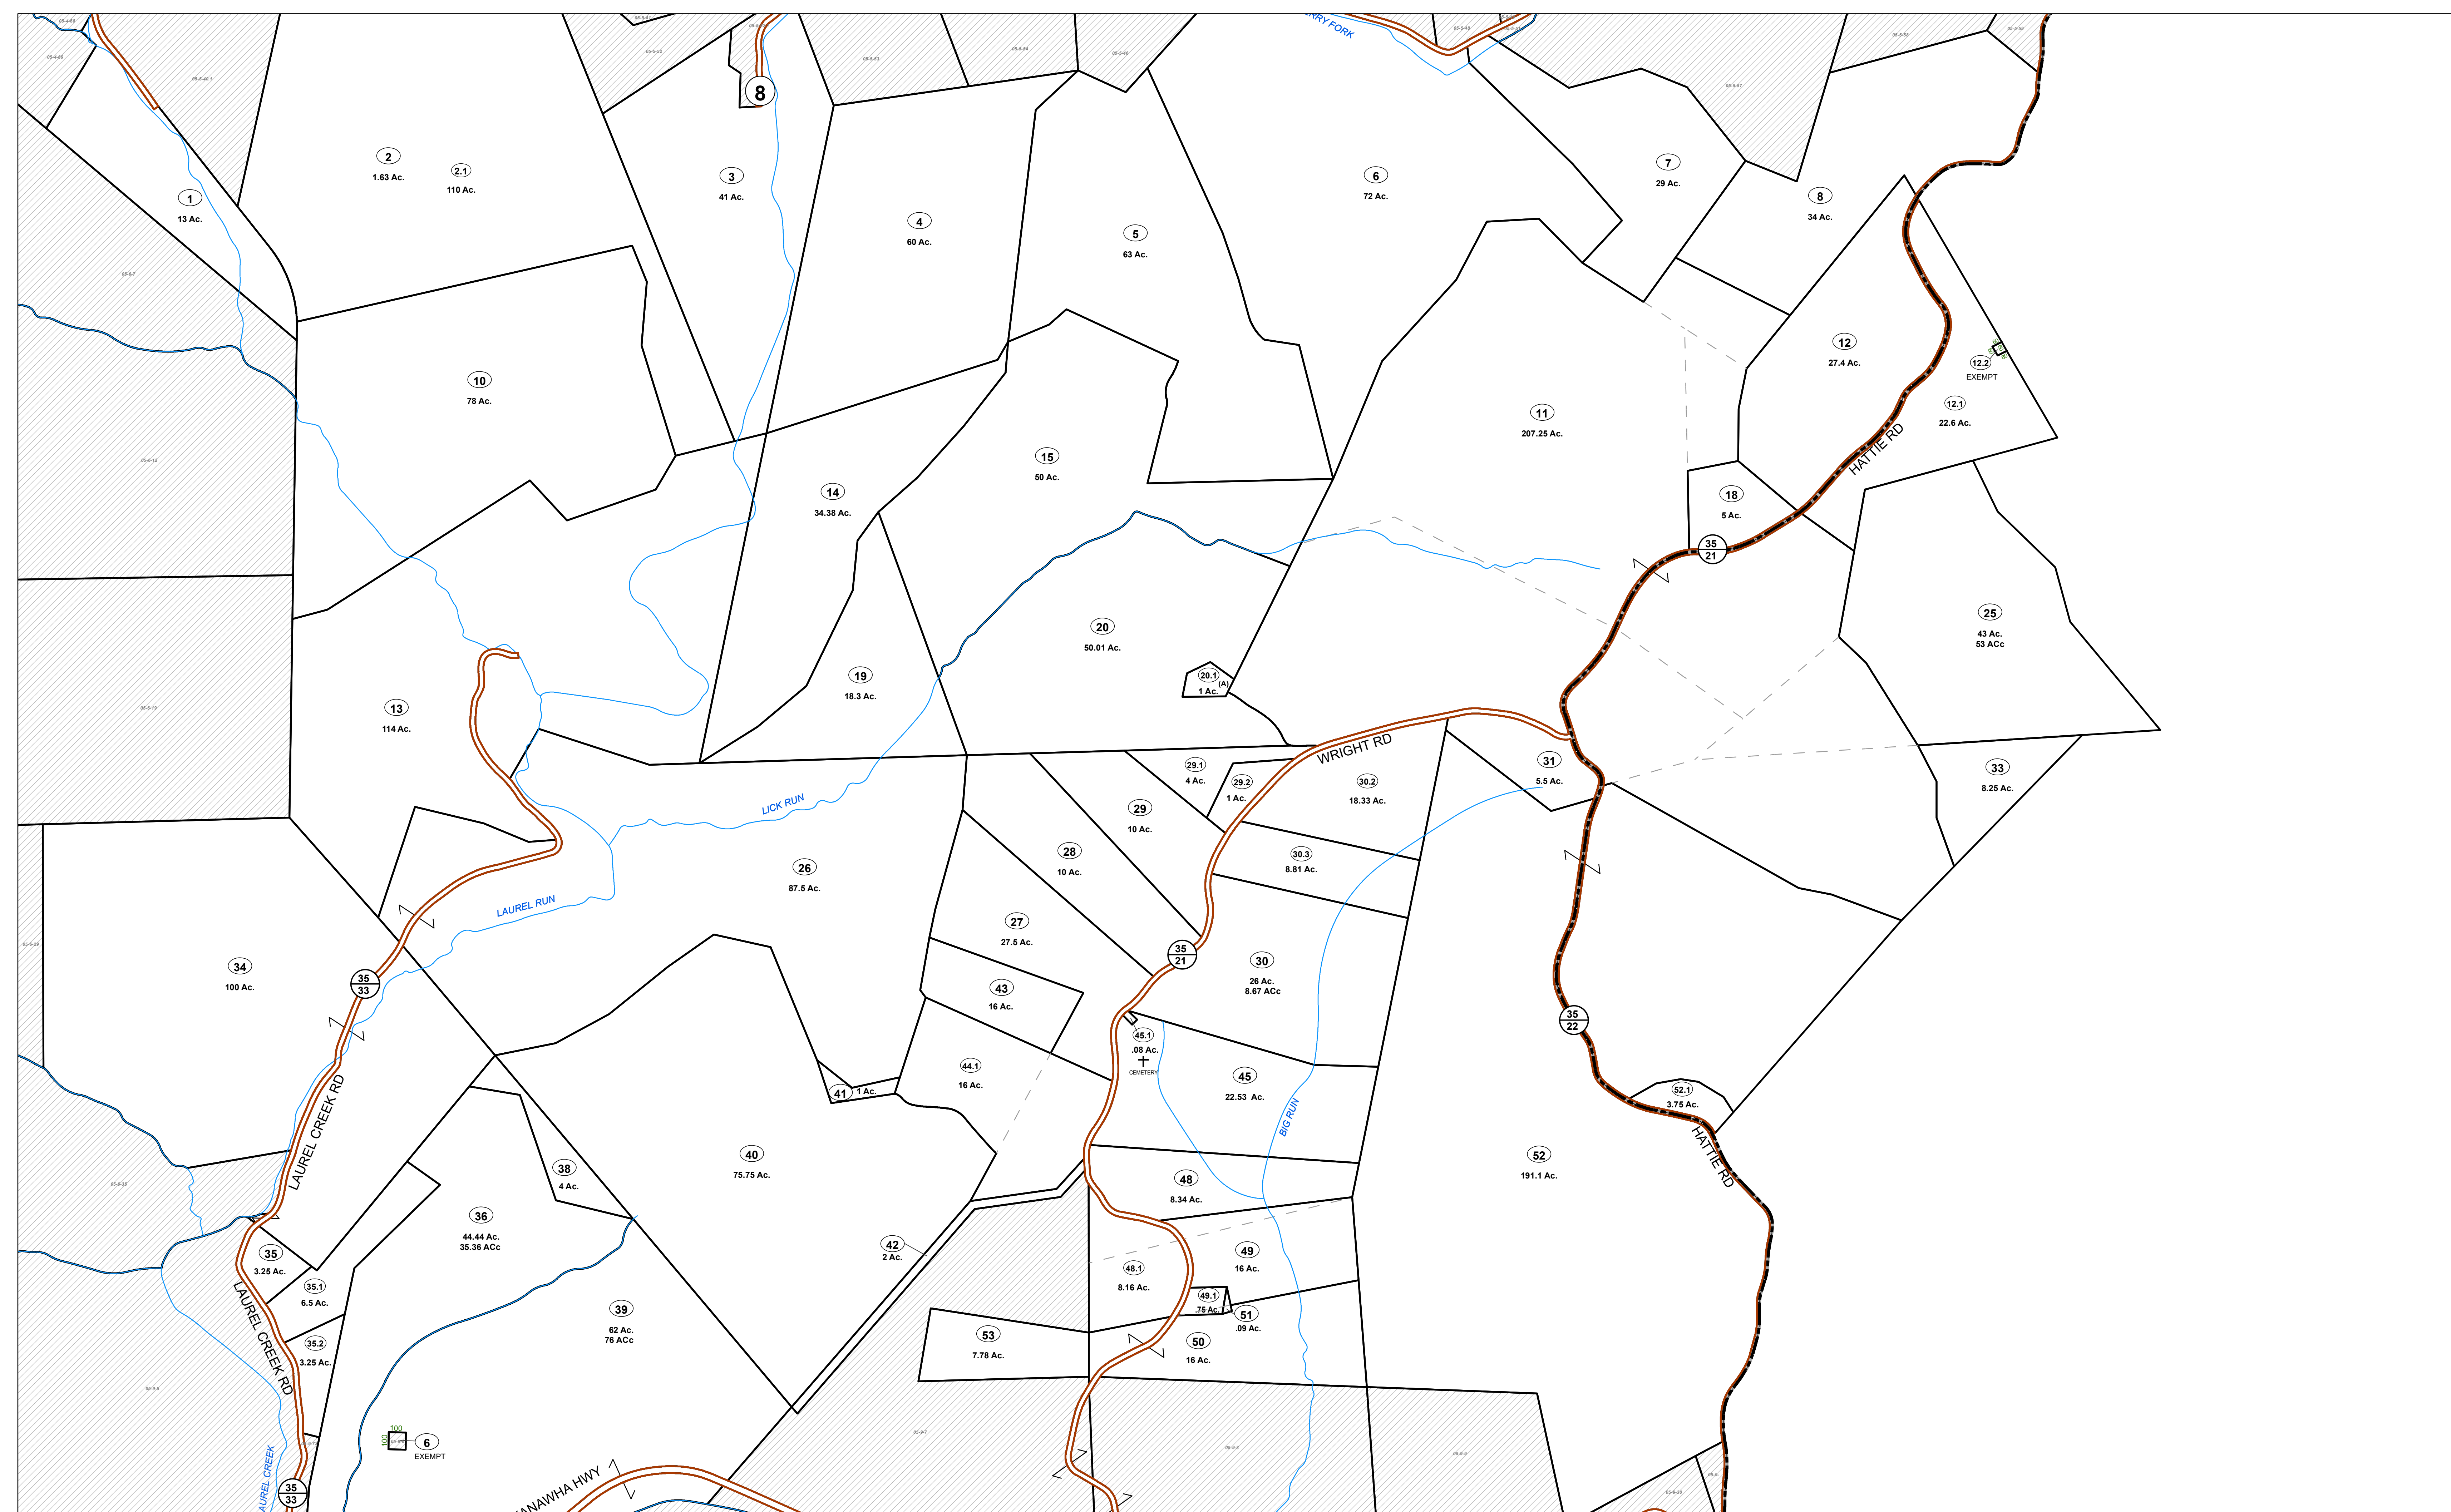 RRY FORK
8
1
13 Ac.
2
1.63 Ac.
2.1
110 Ac.
3
41 Ac.
4
60 Ac.
5
63 Ac.
6
72 Ac.
7
29 Ac.
8
34 Ac.
10
78 Ac.
11
207.25 Ac.
12
27.4 Ac.
12.2
EXEMPT
12.1
22.6 Ac.
HATTIE RD
14
34.38 Ac.
15
50 Ac.
18
5 Ac.
35
21
13
114 Ac.
19
18.3 Ac.
20
50.01 Ac.
20.1
(A)
1 Ac.
25
43 Ac.
53 ACc
WRIGHT RD
LICK RUN
26
87.5 Ac.
LAUREL RUN
29.1
4 Ac.
29.2
1 Ac.
29
10 Ac.
28
10 Ac.
30.2
18.33 Ac.
30.3
8.81 Ac.
31
5.5 Ac.
33
8.25 Ac.
27
27.5 Ac.
34
100 Ac.
35
33
35
21
30
26 Ac.
8.67 ACc
43
16 Ac.
44.1
16 Ac.
45.1
.08 Ac.
CEMETERY
45
22.53 Ac.
BIG RUN
35
22
52.1
3.75 Ac.
HATTIE RD
52
191.1 Ac.
41
1 Ac.
40
75.75 Ac.
LAUREL CREEK RD
38
4 Ac.
36
44.44 Ac.
35.36 ACc
48
8.34 Ac.
42
2 Ac.
35
3.25 Ac.
35.1
6.5 Ac.
35.2
3.25 Ac.
LAUREL CREEK RD
39
62 Ac.
76 ACc
48.1
8.16 Ac.
49
16 Ac.
49.1
.75 Ac.
51
.09 Ac.
53
7.78 Ac.
50
16 Ac.
100
100
6
EXEMPT
AUREL CREEK
35
33
ANAWHA HWY
05-9-7